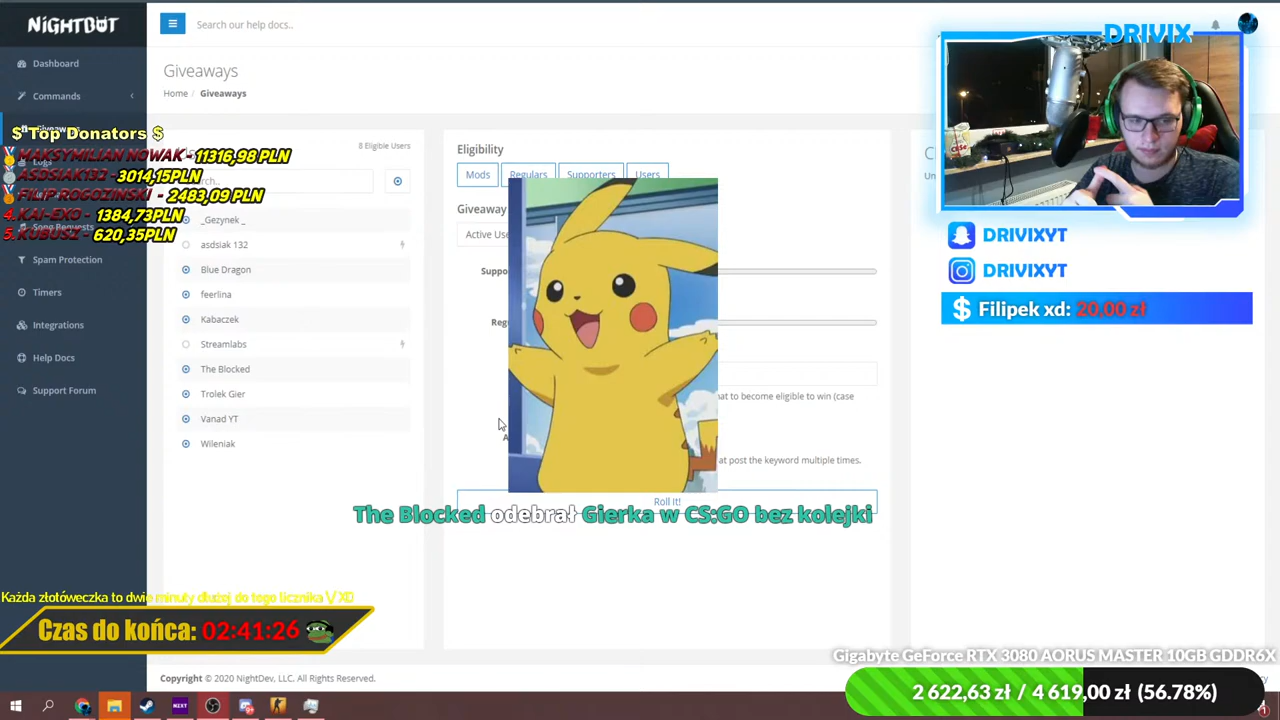 NiGHTBOT
Search our help docs..
DRIVIX
Dashboard
Commands
$ Top Donators $
MAKSYMILIAN NOWAK - 11316,98 PLN
ASDSIAK132 - 3014,15PLN
FILIP ROGOZINSKI - 2483,09 PLN
4. KAI-EXO - 1384,73PLN
5. KUBUSZ - 620,35PLN
Logs
Song Requests
Spam Protection
Timers
Integrations
Help Docs
Support Forum
Giveaways
Home / Giveaways
8 Eligible Users
_Gezynek _
asdsiak 132
Blue Dragon
feerlina
Kabaczek
Streamlabs
The Blocked
Trolek Gier
Vanad YT
Wileniak
Eligibility
Mods
Regulars
Supporters
Users
Giveaway
Active Use
Suppo
Reg
at to become eligible to win (case
at post the keyword multiple times.
Roll It!
The Blocked odebrał Gierka w CS:GO bez kolejki
DRIVIXYT
DRIVIXYT
$ Filipek xd: 20,00 zł
Każda złotóweczka to dwie minuty dłużej do tego licznika \/ XD
Czas do końca: 02:41:26
Copyright © 2020 NightDev, LLC. All Rights Reserved.
Gigabyte GeForce RTX 3080 AORUS MASTER 10GB GDDR6X
2 622,63 zł / 4 619,00 zł (56.78%)
NEXT